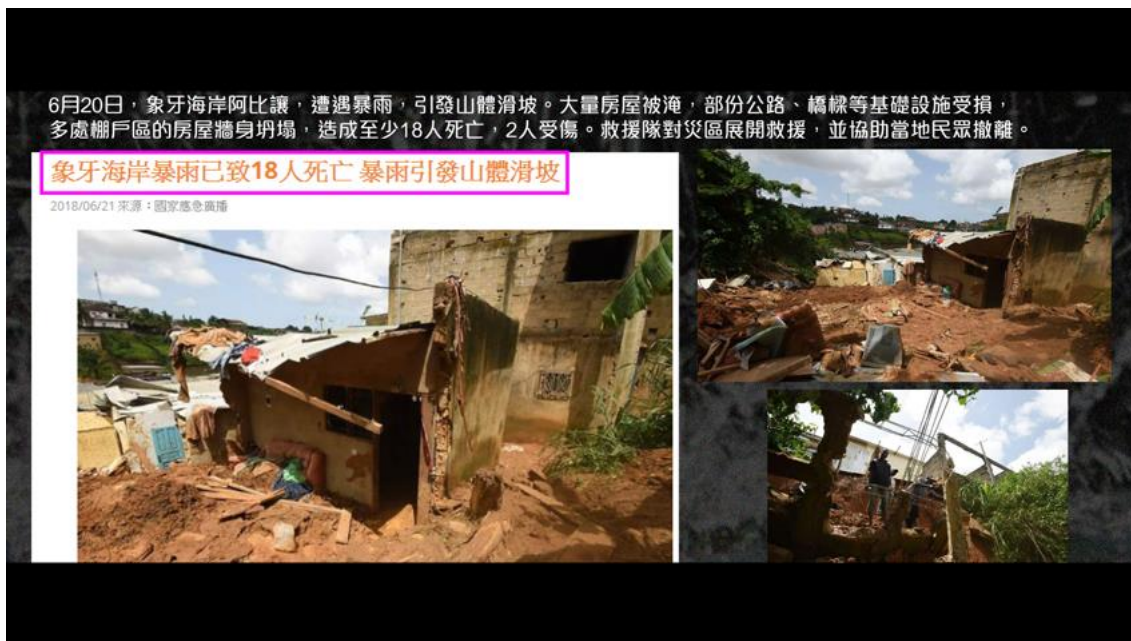 6月20日，象牙海岸阿比讓，遭遇暴雨，引發山體滑坡。大量房屋被淹，部份公路、橋樑等基礎設施受損，
多處棚戶區的房屋牆身坍塌，造成至少18人死亡，2人受傷。救援隊對災區展開救援，並協助當地民眾撤離。
象牙海岸暴雨已致18人死亡 暴雨引發山體滑坡
2018/06/21 來源：國家應急廣播